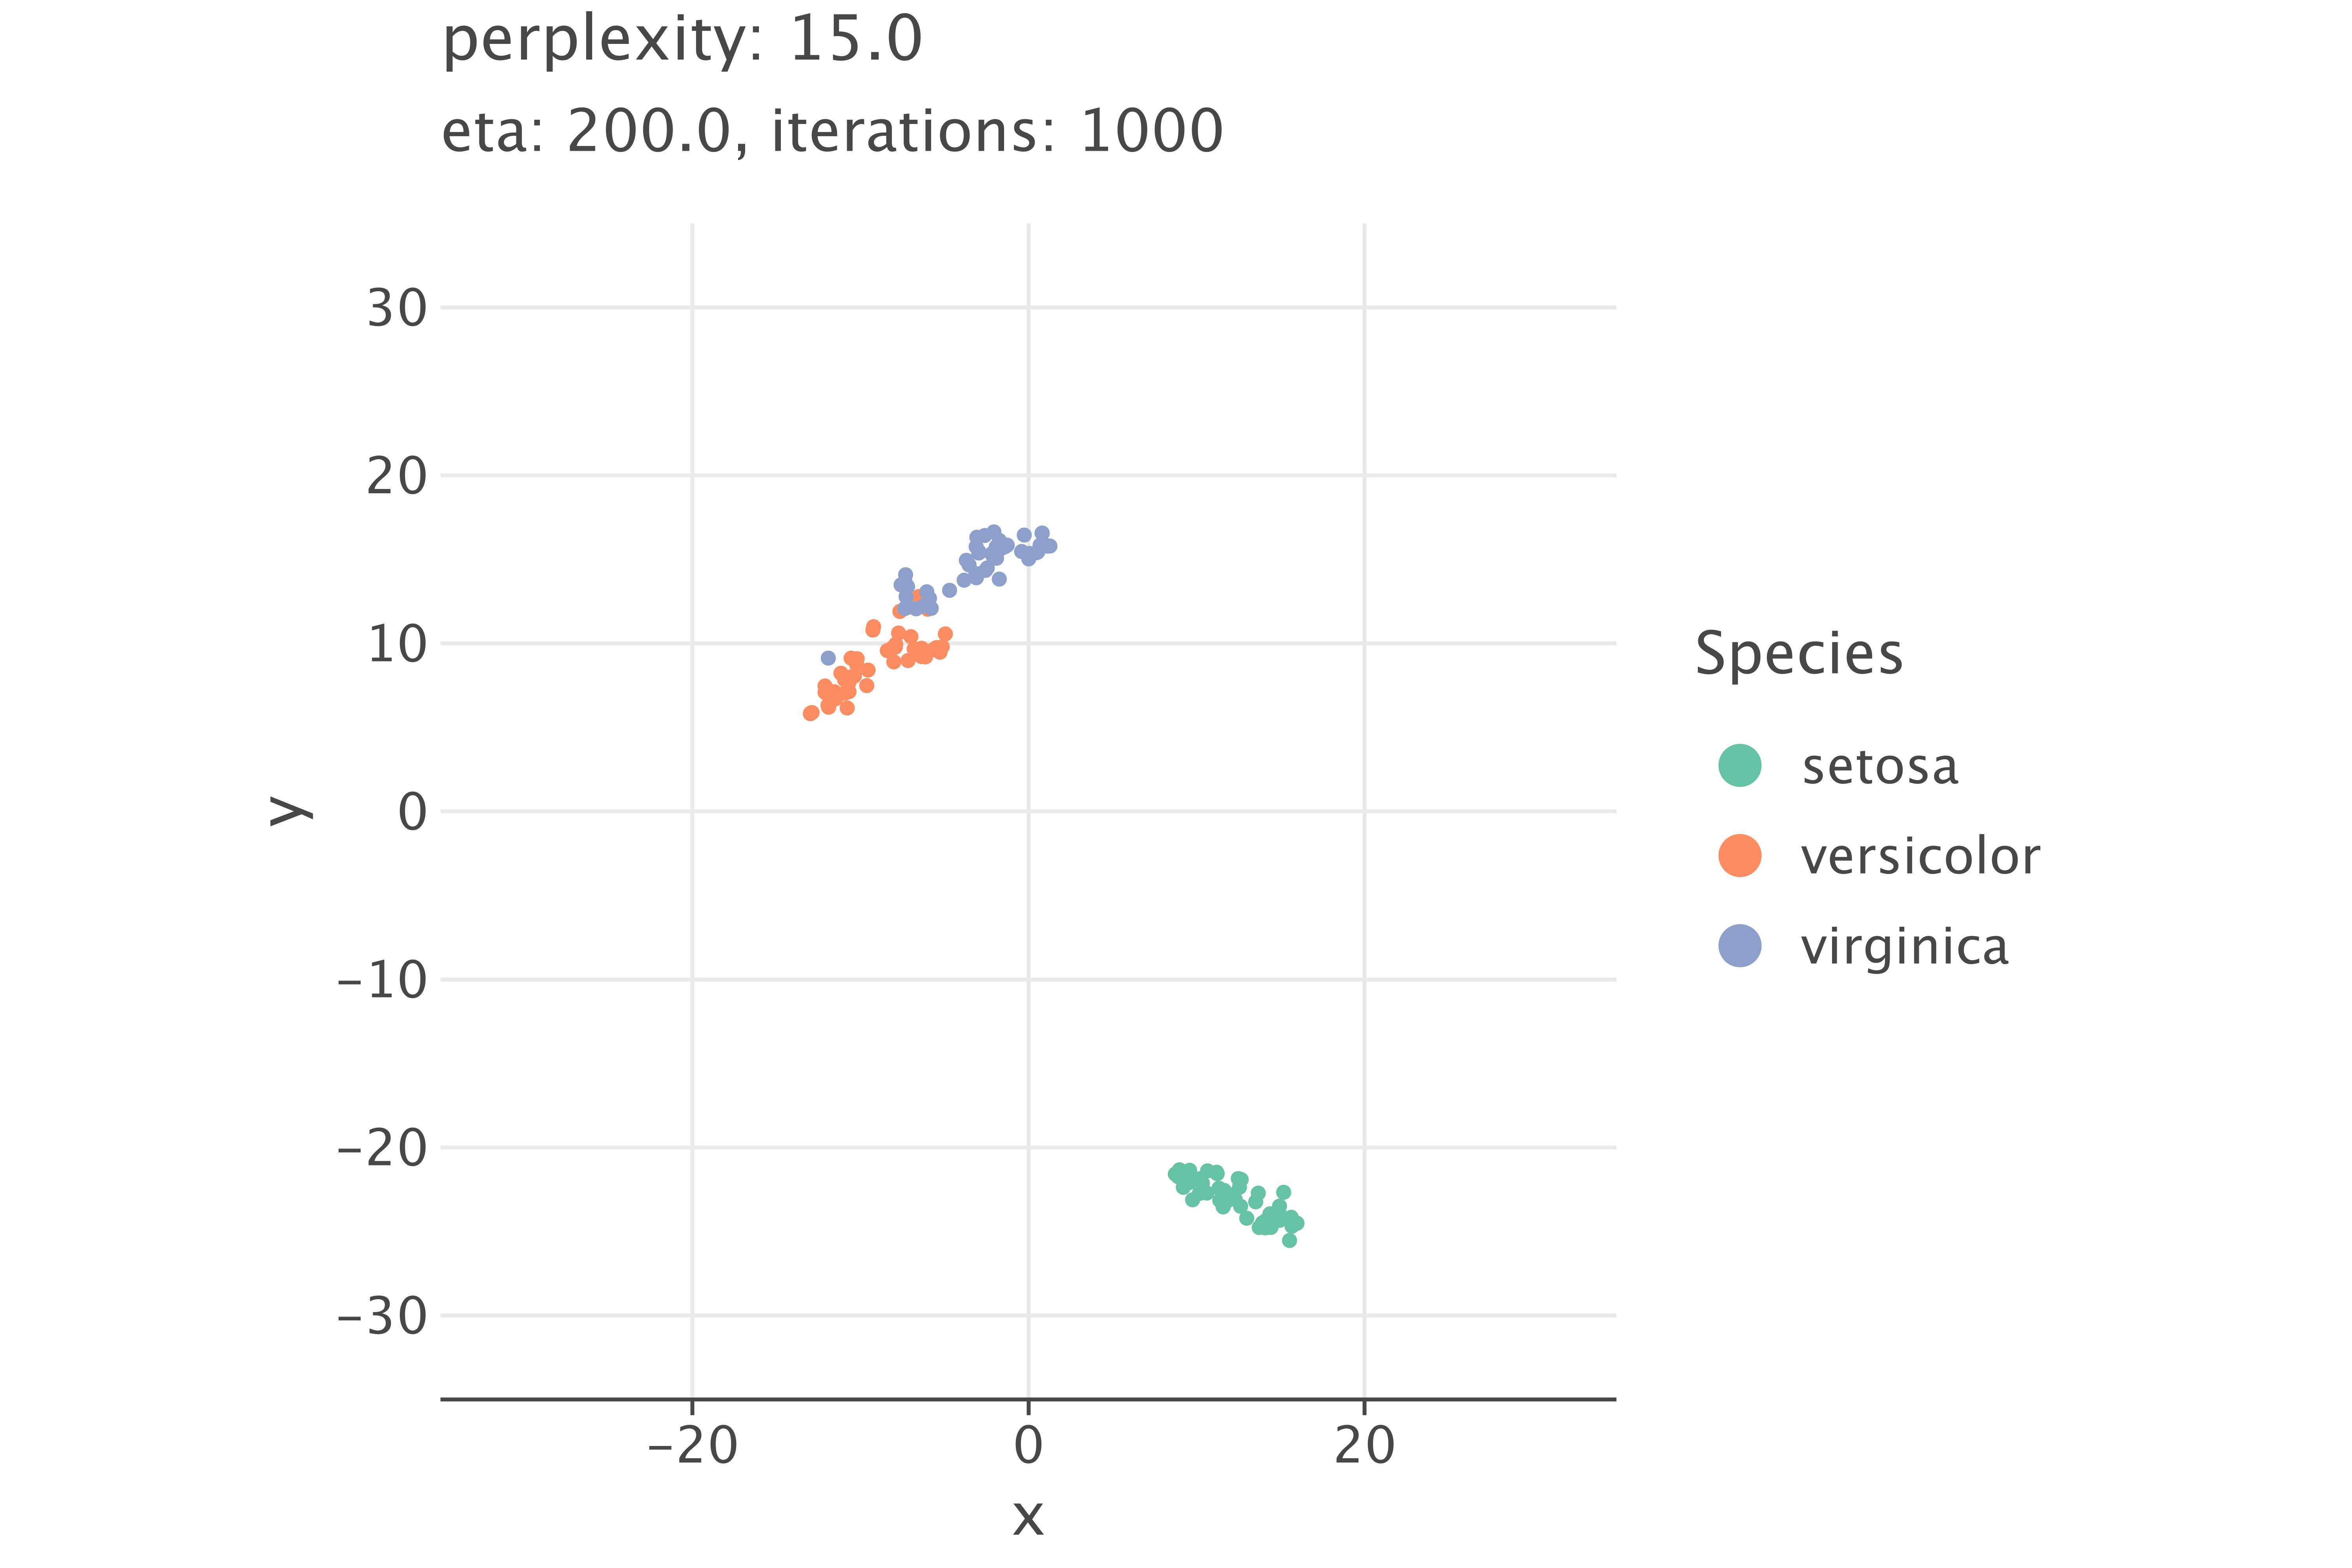 perplexity: 15.0
eta: 200.0, iterations: 1000
30
20
10
0
−10
−20
−30
y
−20 0 20
x
Species
setosa
versicolor
virginica